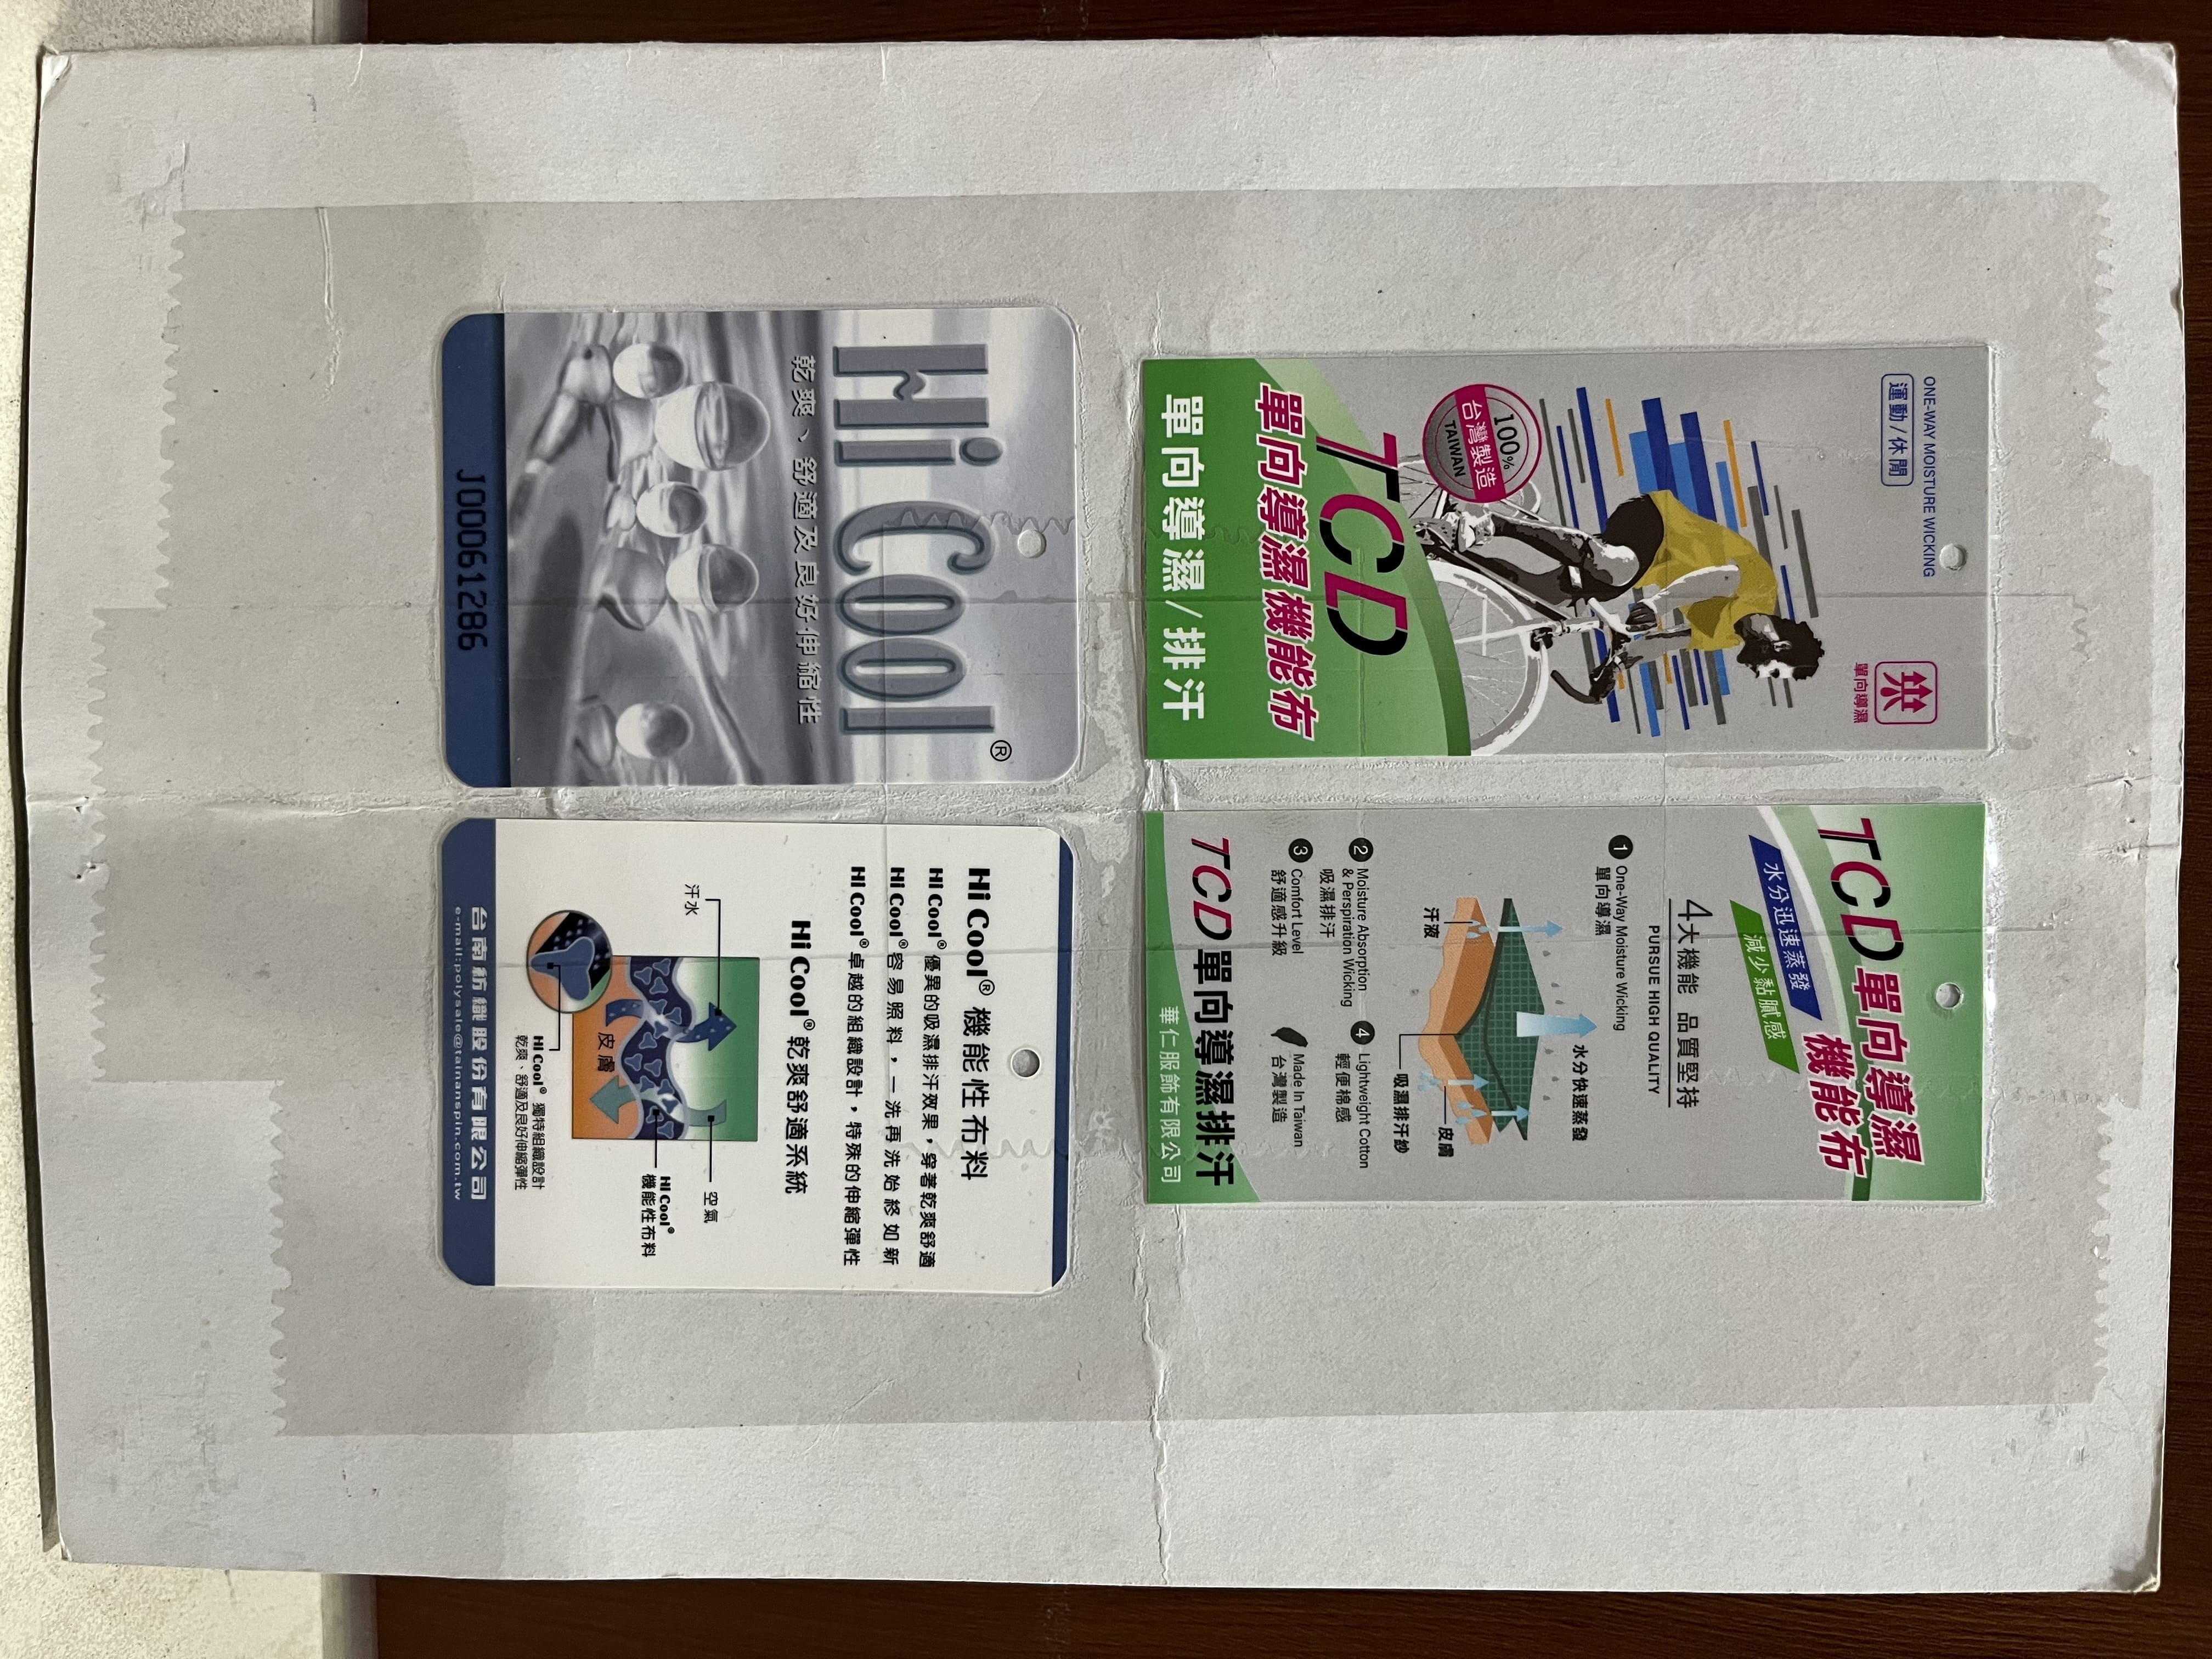 ONE-WAY MOISTURE WICKING
運動/休閒
單向導濕
100%
台灣製造
TAIWAN
TCD
單向導濕機能布
單向導濕/排汗
TCD單向導濕
機能布
水分迅速蒸發
減少黏膩感
4大機能 品質堅持
PURSUE HIGH QUALITY
1 One-Way Moisture Wicking
單向導濕
水分快速蒸發
汗液
皮膚
吸濕排汗紗
2 Moisture Absorption
& Perspiration Wicking
吸濕排汗
4 Lightweight Cotton
輕便棉感
3 Comfort Level
舒適感升級
Made In Taiwan
台灣製造
TCD單向導濕排汗
華仁服飾有限公司
Hi Cool®
乾爽、舒適及良好伸縮性
J00061286
Hi Cool® 機能性布料
Hi Cool®優異的吸濕排汗效果，穿著乾爽舒適
Hi Cool®容易照料，一洗再洗始終如新
Hi Cool®卓越的組織設計，特殊的伸縮彈性
Hi Cool®乾爽舒適系統
汗水
空氣
Hi Cool®
機能性布料
皮膚
Hi Cool® 獨特組織設計
乾爽、舒適及良好伸縮彈性
台南紡織股份有限公司
e-mail:polysale@tainanspin.com.tw